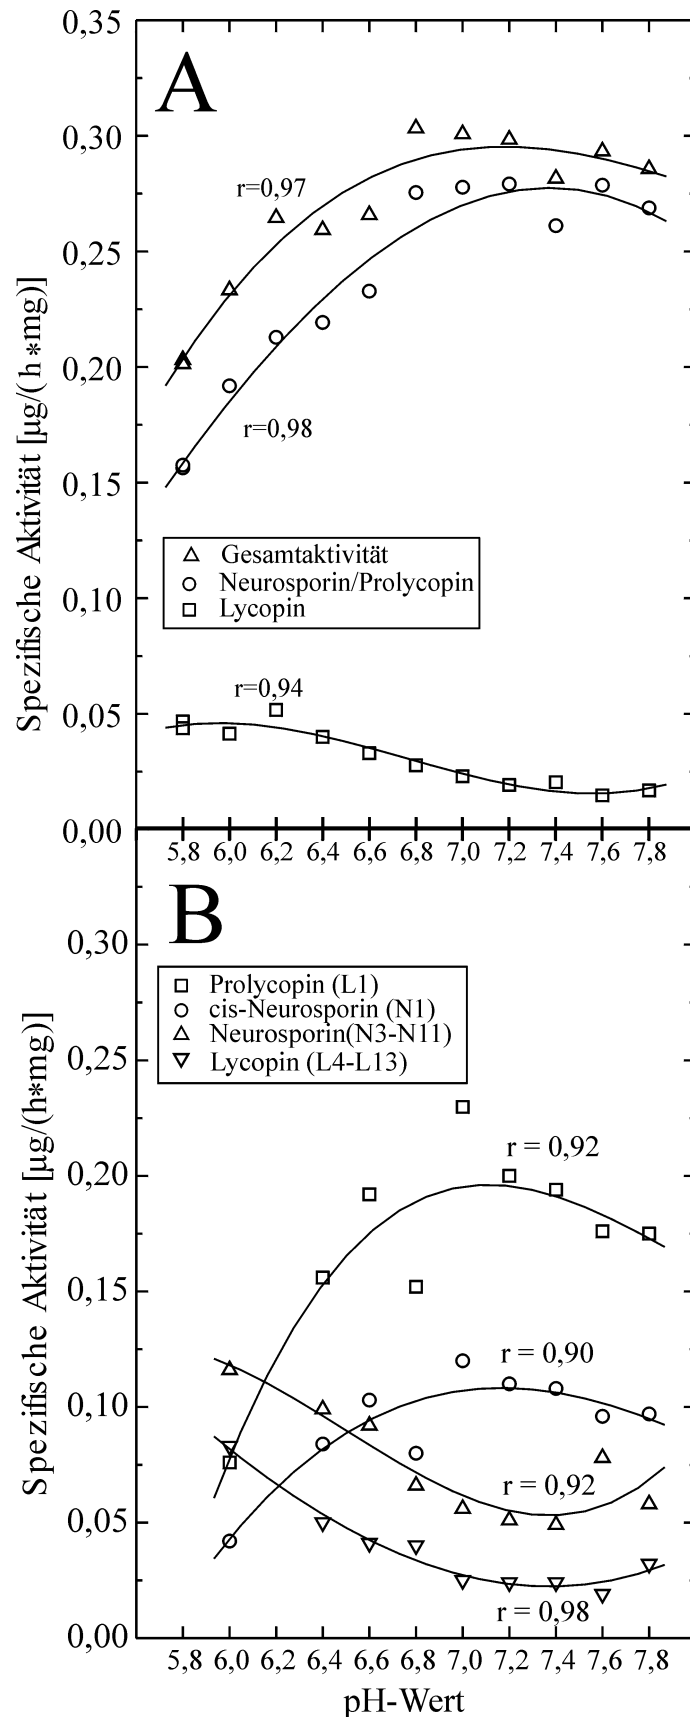 0,35
A
0,30
r=0,97
0,25
0,20
r=0,98
0,15
Gesamtaktivität
Neurosporin/Prolycopin
Lycopin
0,10
r=0,94
0,05
0,00
Spezifische Aktivität [µg/(h*mg)]
5,8 6,0 6,2 6,4 6,6 6,8 7,0 7,2 7,4 7,6 7,8
B
0,30
Prolycopin (L1)
cis-Neurosporin (N1)
Neurosporin(N3-N11)
Lycopin (L4-L13)
0,25
r = 0,92
0,20
0,15
r = 0,90
0,10
r = 0,92
0,05
r = 0,98
0,00
Spezifische Aktivität [µg/(h*mg)]
5,8 6,0 6,2 6,4 6,6 6,8 7,0 7,2 7,4 7,6 7,8
pH-Wert